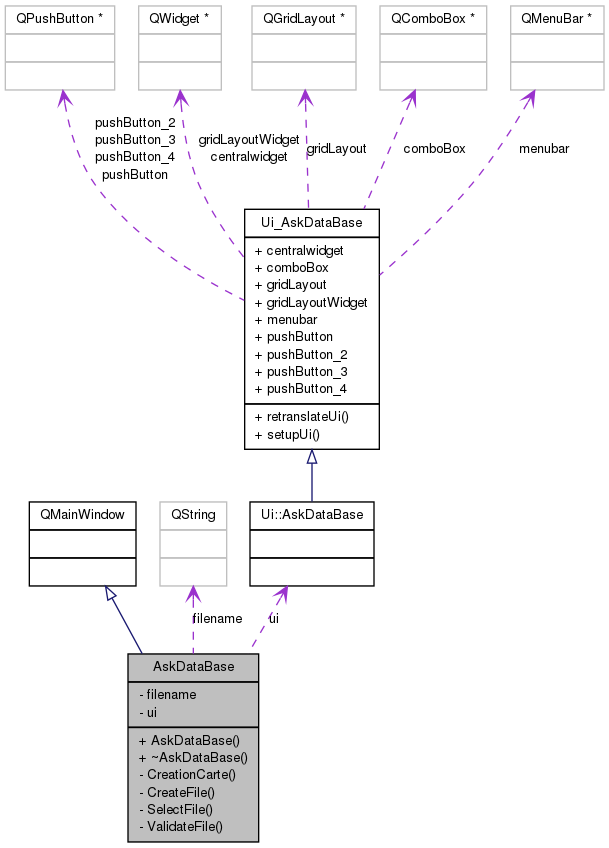 QPushButton *
QWidget *
QGridLayout *
QComboBox *
QMenuBar *
pushButton_2
pushButton_3
pushButton_4
pushButton
gridLayoutWidget
centralwidget
gridLayout
comboBox
menubar
Ui_AskDataBase
+ centralwidget
+ comboBox
+ gridLayout
+ gridLayoutWidget
+ menubar
+ pushButton
+ pushButton_2
+ pushButton_3
+ pushButton_4
+ retranslateUi()
+ setupUi()
QMainWindow
QString
Ui::AskDataBase
filename
ui
AskDataBase
- filename
- ui
+ AskDataBase()
+ ~AskDataBase()
- CreationCarte()
- CreateFile()
- SelectFile()
- ValidateFile()